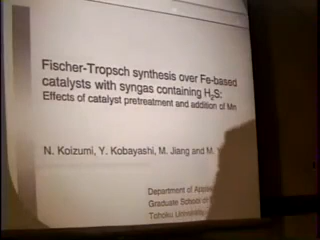 Fischer-Tropsch synthesis over Fe-based
catalysts with syngas containing H₂S:
Effects of catalyst pretreatment and addition of Mn
N. Koizumi, Y. Kobayashi, M. Jiang and M.
Department of
Graduate School of
Tohoku University